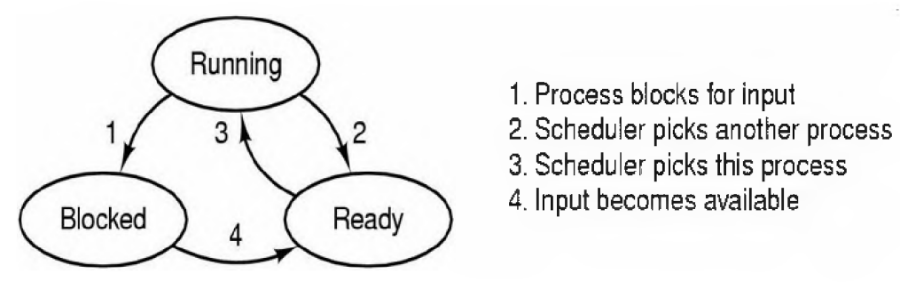 Running
1
3
2
Blocked
4
Ready
1. Process blocks for input
2. Scheduler picks another process
3. Scheduler picks this process
4. Input becomes available